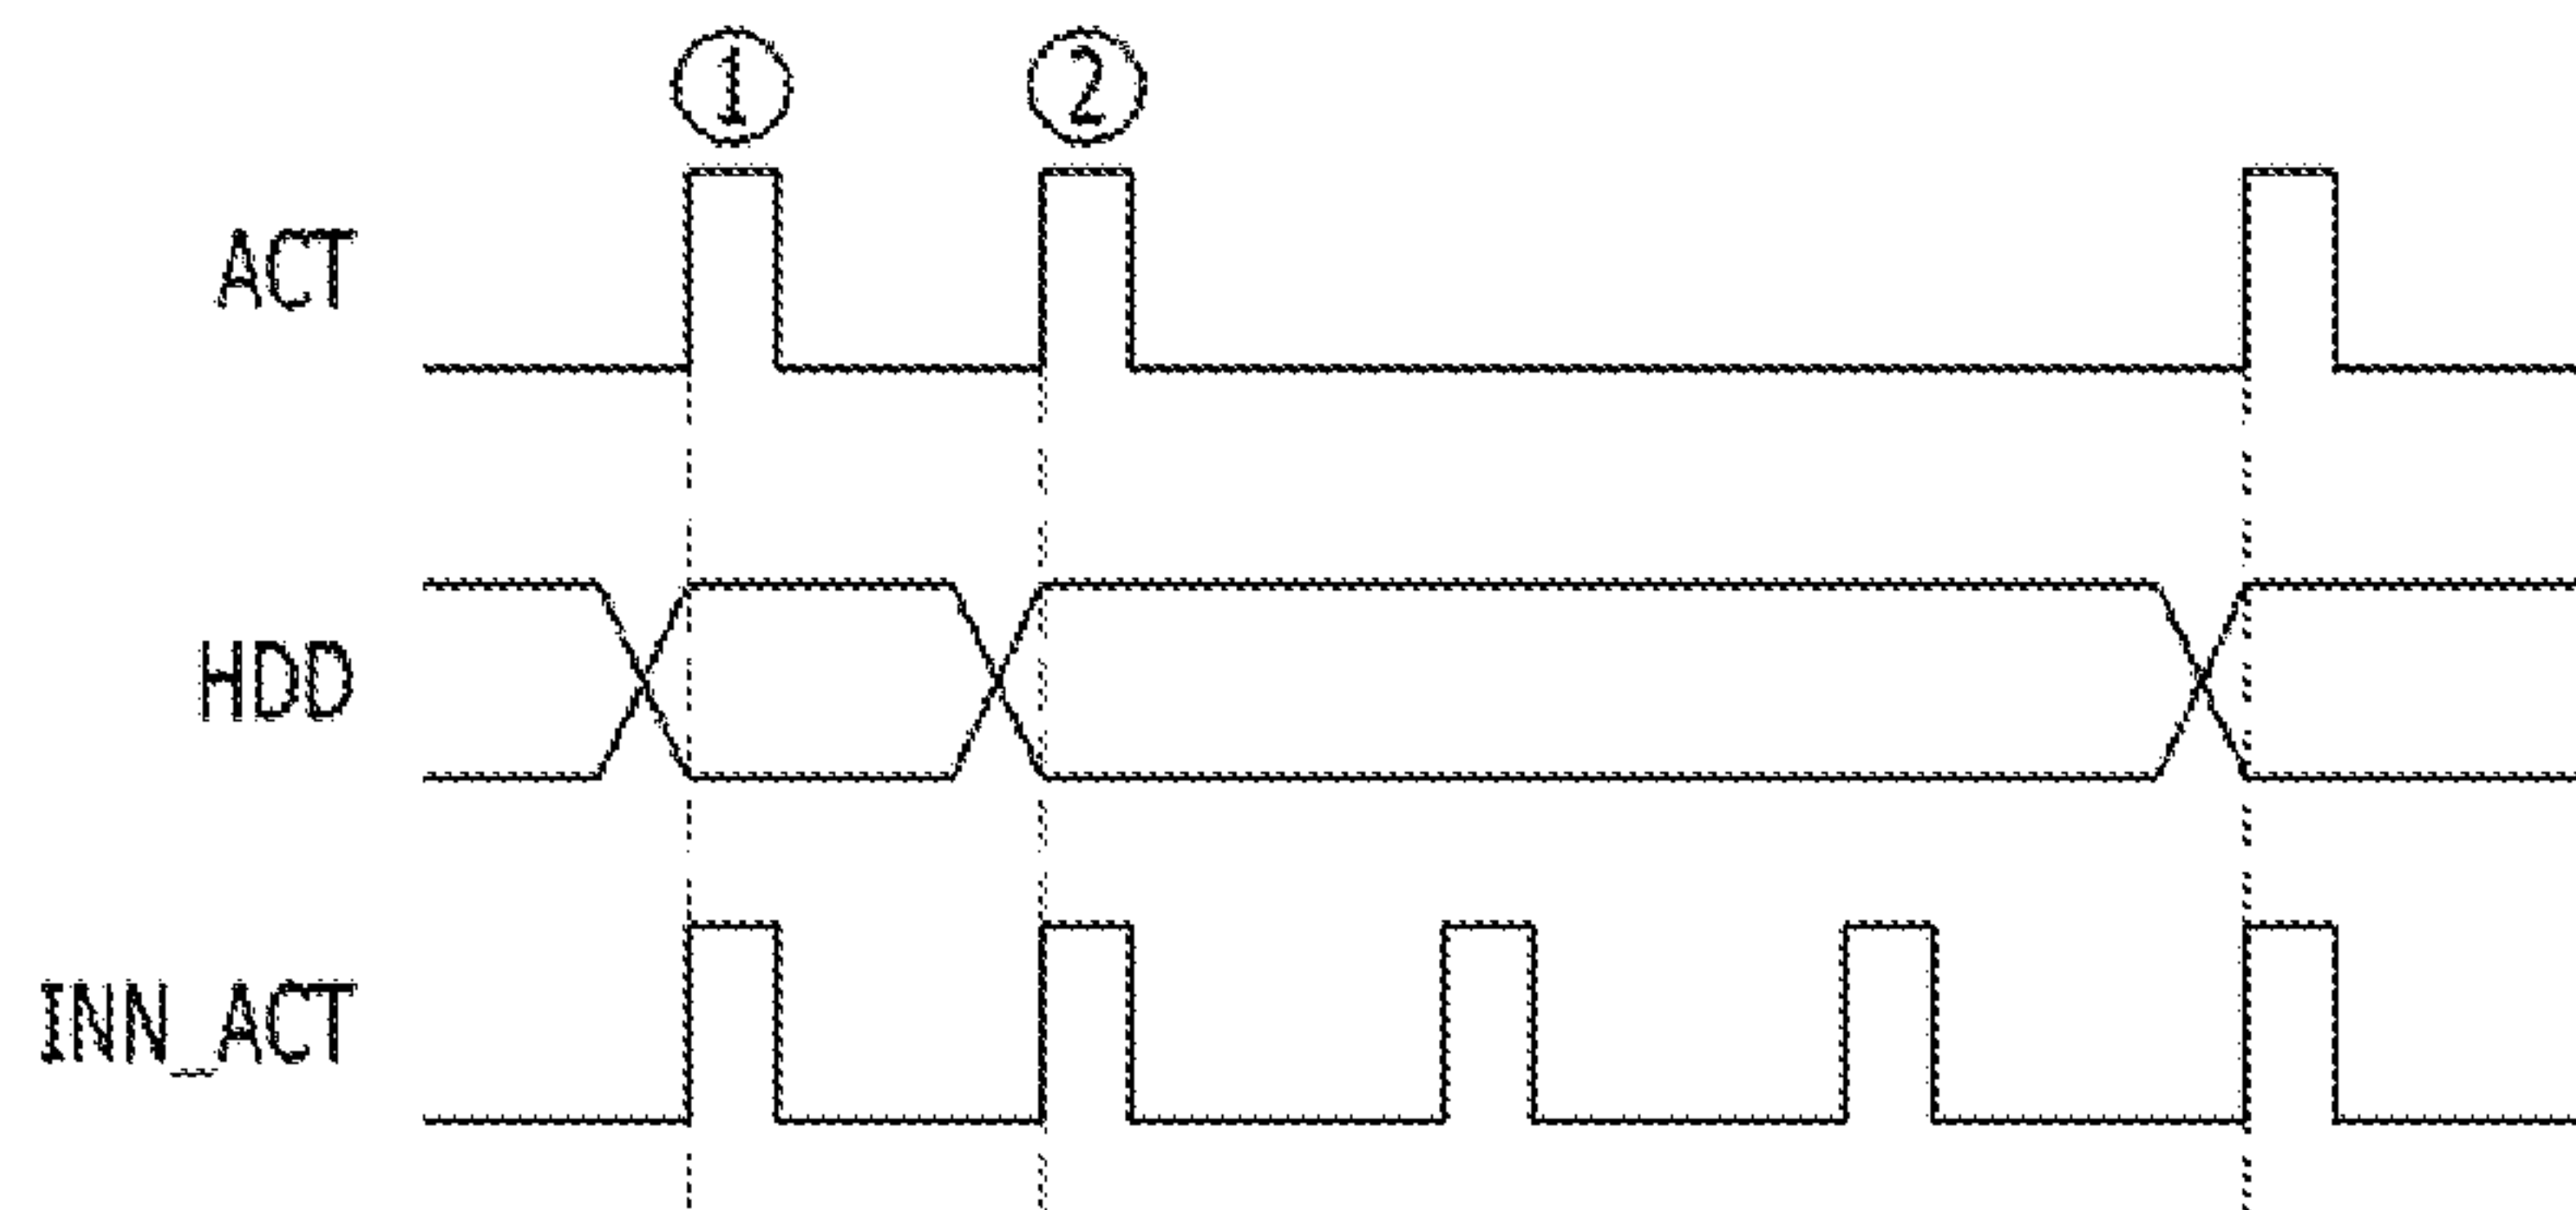 ① ②
ACT
HDD
INN_ACT